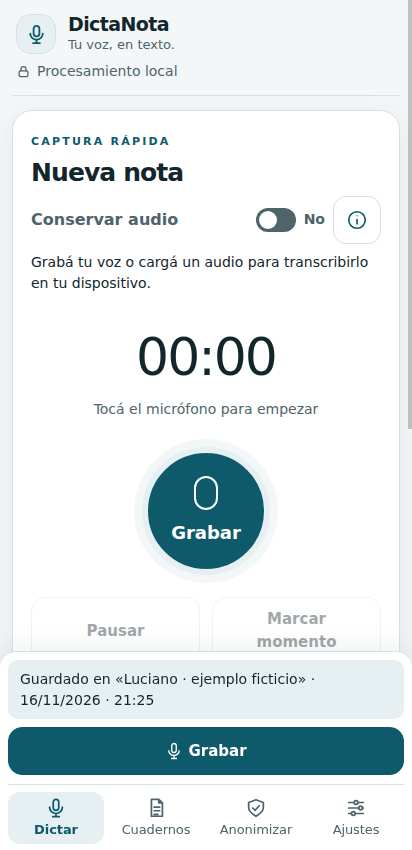 DictaNota
Tu voz, en texto.
Procesamiento local
CAPTURA RÁPIDA
Nueva nota
Conservar audio
No
Grabá tu voz o cargá un audio para transcribirlo
en tu dispositivo.
00:00
Tocá el micrófono para empezar
Grabar
Pausar
Marcar
momento
Guardado en «Luciano · ejemplo ficticio» ·
16/11/2026 · 21:25
Grabar
Dictar
Cuadernos
Anonimizar
Ajustes